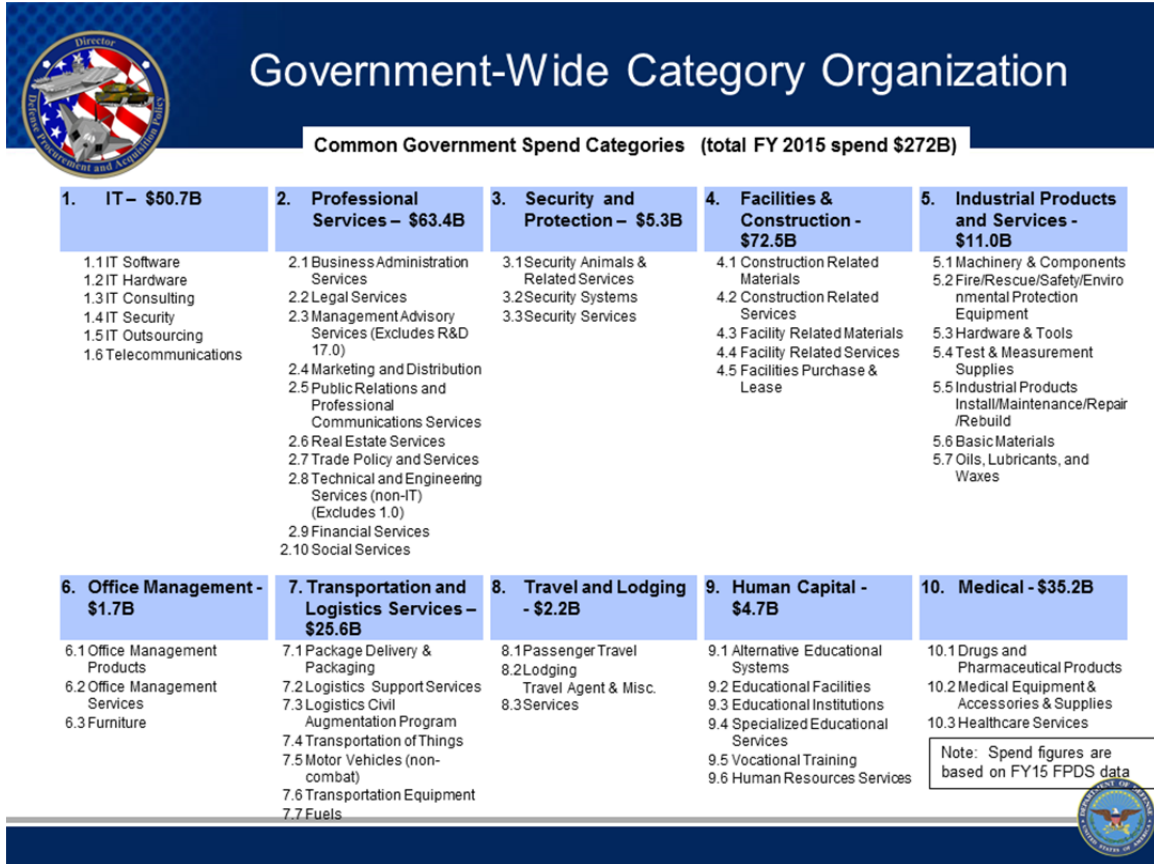 Director
Defense Procurement and Acquisition Policy
Government-Wide Category Organization
Common Government Spend Categories (total FY 2015 spend $272B)
1. IT – $50.7B
1.1 IT Software
1.2 IT Hardware
1.3 IT Consulting
1.4 IT Security
1.5 IT Outsourcing
1.6 Telecommunications
2. Professional
Services – $63.4B
2.1 Business Administration
Services
2.2 Legal Services
2.3 Management Advisory
Services (Excludes R&D
17.0)
2.4 Marketing and Distribution
2.5 Public Relations and
Professional
Communications Services
2.6 Real Estate Services
2.7 Trade Policy and Services
2.8 Technical and Engineering
Services (non-IT)
(Excludes 1.0)
2.9 Financial Services
2.10 Social Services
3. Security and
Protection – $5.3B
3.1 Security Animals &
Related Services
3.2 Security Systems
3.3 Security Services
4. Facilities &
Construction -
$72.5B
4.1 Construction Related
Materials
4.2 Construction Related
Services
4.3 Facility Related Materials
4.4 Facility Related Services
4.5 Facilities Purchase &
Lease
5. Industrial Products
and Services -
$11.0B
5.1 Machinery & Components
5.2 Fire/Rescue/Safety/Enviro
nmental Protection
Equipment
5.3 Hardware & Tools
5.4 Test & Measurement
Supplies
5.5 Industrial Products
Install/Maintenance/Repair
/Rebuild
5.6 Basic Materials
5.7 Oils, Lubricants, and
Waxes
6. Office Management -
$1.7B
6.1 Office Management
Products
6.2 Office Management
Services
6.3 Furniture
7. Transportation and
Logistics Services –
$25.6B
7.1 Package Delivery &
Packaging
7.2 Logistics Support Services
7.3 Logistics Civil
Augmentation Program
7.4 Transportation of Things
7.5 Motor Vehicles (non-
combat)
7.6 Transportation Equipment
7.7 Fuels
8. Travel and Lodging
- $2.2B
8.1 Passenger Travel
8.2 Lodging
Travel Agent & Misc.
8.3 Services
9. Human Capital -
$4.7B
9.1 Alternative Educational
Systems
9.2 Educational Facilities
9.3 Educational Institutions
9.4 Specialized Educational
Services
9.5 Vocational Training
9.6 Human Resources Services
10. Medical - $35.2B
10.1 Drugs and
Pharmaceutical Products
10.2 Medical Equipment &
Accessories & Supplies
10.3 Healthcare Services
Note: Spend figures are
based on FY15 FPDS data
DEPARTMENT OF DEFENSE
UNITED STATES OF AMERICA